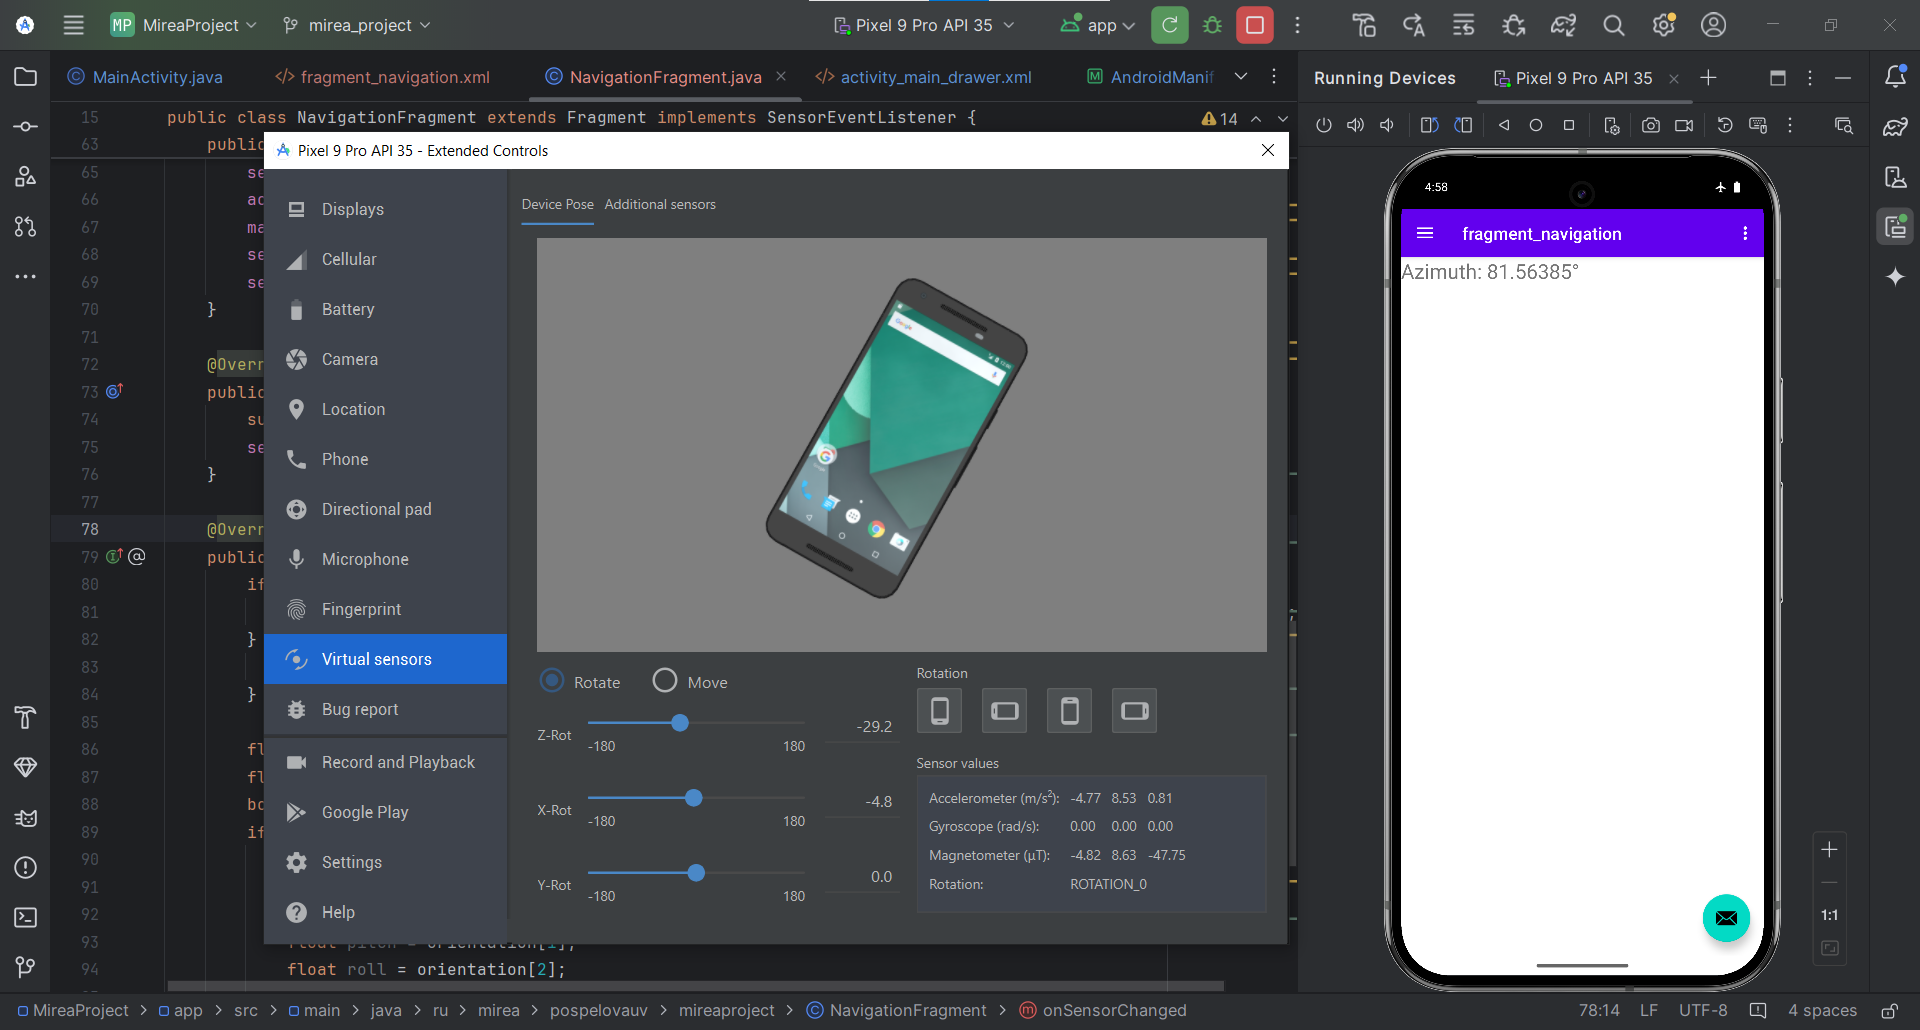 MP MireaProject mirea_project Pixel 9 Pro API 35 app
MainActivity.java fragment_navigation.xml NavigationFragment.java activity_main_drawer.xml AndroidManif
Running Devices Pixel 9 Pro API 35
15 public class NavigationFragment extends Fragment implements SensorEventListener { 14
63 public
Pixel 9 Pro API 35 - Extended Controls
65 se
66 ac
67 ma
68 se
69 se
70 }
71
72 @Overr
73 public
74 su
75 se
76 }
77
78 @Overr
79 public
80 if
81
82 }
83
84 }
85
86 fl
87 fl
88 bo
89 if
90
91
92
93
94 float roll = orientation[2];
Displays
Cellular
Battery
Camera
Location
Phone
Directional pad
Microphone
Fingerprint
Virtual sensors
Bug report
Record and Playback
Google Play
Settings
Help
Device Pose Additional sensors
Google
Rotate Move
Z-Rot -180 180 -29.2
X-Rot -180 180 -4.8
Y-Rot -180 180 0.0
Rotation
Sensor values
Accelerometer (m/s²): -4.77 8.53 0.81
Gyroscope (rad/s): 0.00 0.00 0.00
Magnetometer (μT): -4.82 8.63 -47.75
Rotation: ROTATION_0
4:58
fragment_navigation
Azimuth: 81.56385°
1:1
MireaProject > app > src > main > java > ru > mirea > pospelovauv > mireaproject > NavigationFragment > onSensorChanged
78:14 LF UTF-8 4 spaces